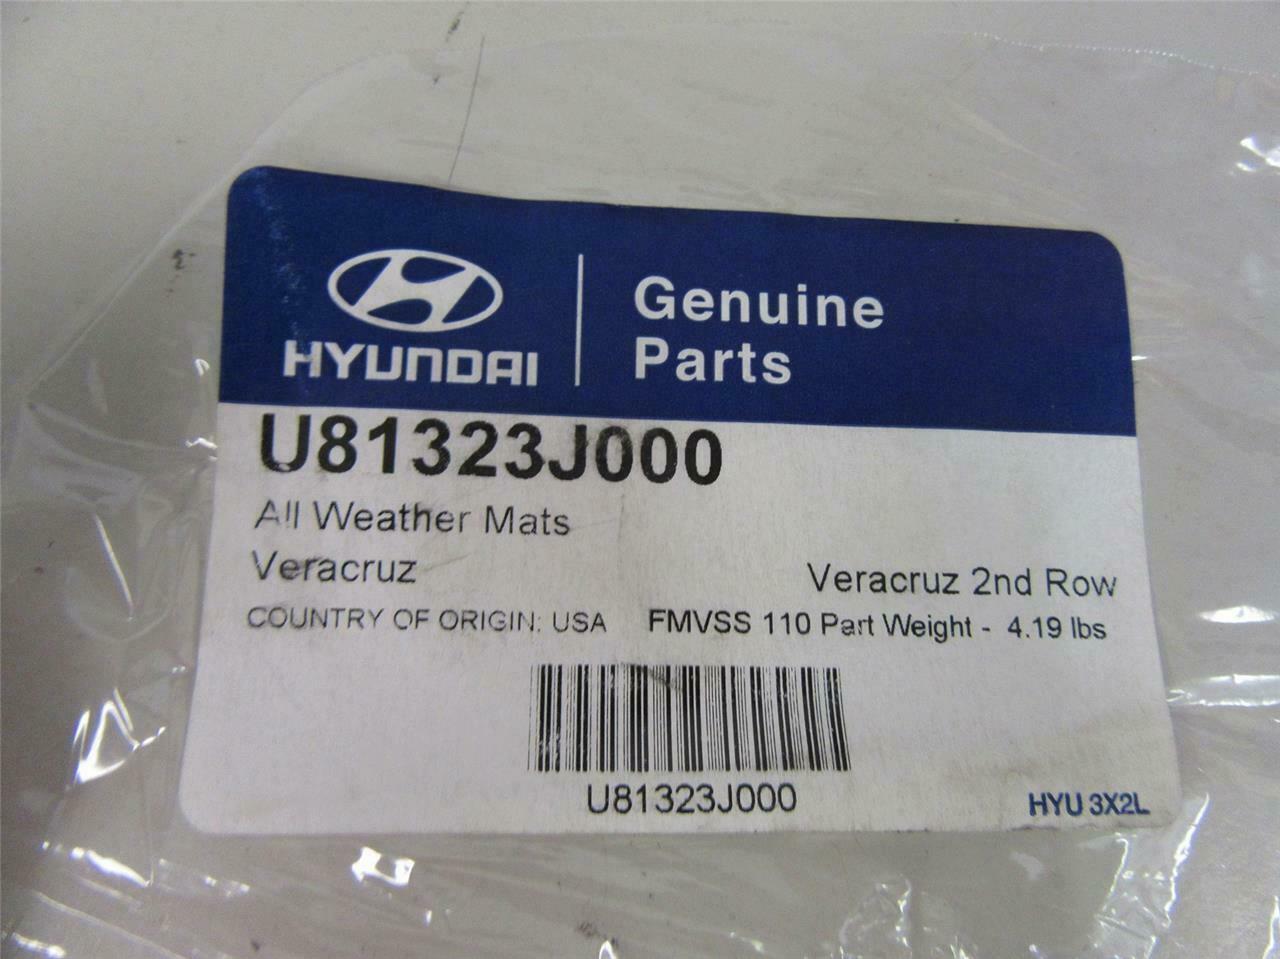 HYUNDAI
Genuine
Parts
U81323J000
All Weather Mats
Veracruz
Veracruz 2nd Row
COUNTRY OF ORIGIN: USA
FMVSS 110 Part Weight - 4.19 lbs
U81323J000
HYU 3X2L